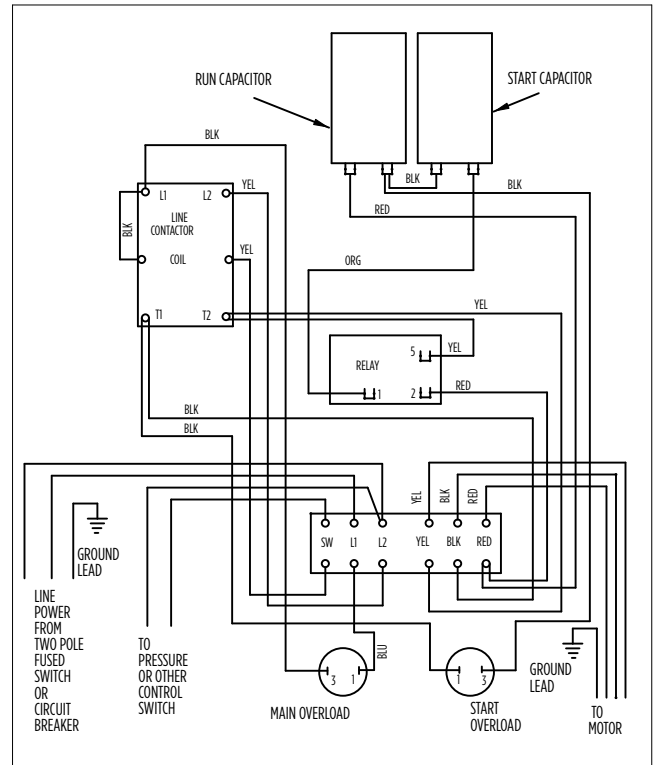 RUN CAPACITOR
START CAPACITOR
BLK
L1
L2
YEL
BLK
BLK
RED
LINE
CONTACTOR
BLK
COIL
YEL
ORG
T1
T2
YEL
5
YEL
RELAY
1
2
RED
BLK
BLK
YEL
BLK
RED
GROUND
LEAD
SW
L1
L2
YEL
BLK
RED
LINE
POWER
FROM
TWO POLE
FUSED
SWITCH
OR
CIRCUIT
BREAKER
TO
PRESSURE
OR OTHER
CONTROL
SWITCH
BLU
3
1
MAIN OVERLOAD
1
3
START
OVERLOAD
GROUND
LEAD
TO
MOTOR